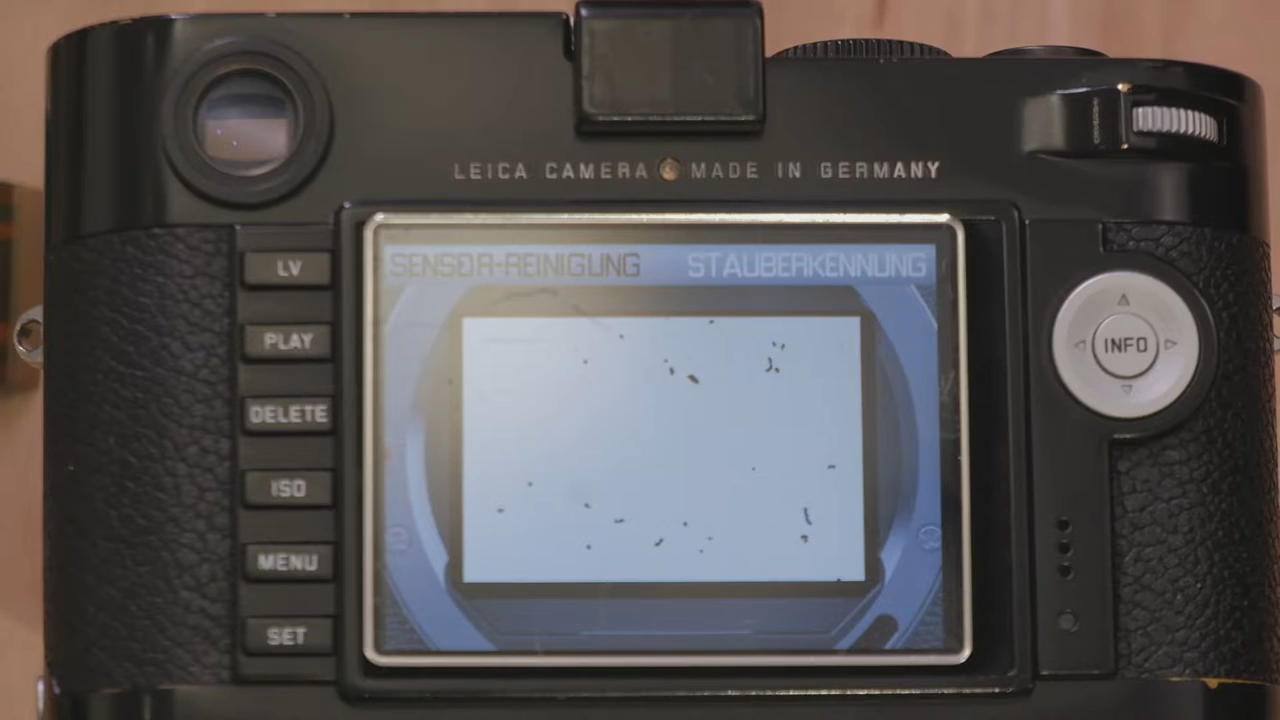 LEICA CAMERA MADE IN GERMANY
SENSOR-REINIGUNG STAUBERKENNUNG
LV
PLAY
DELETE
ISO
MENU
SET
INFO